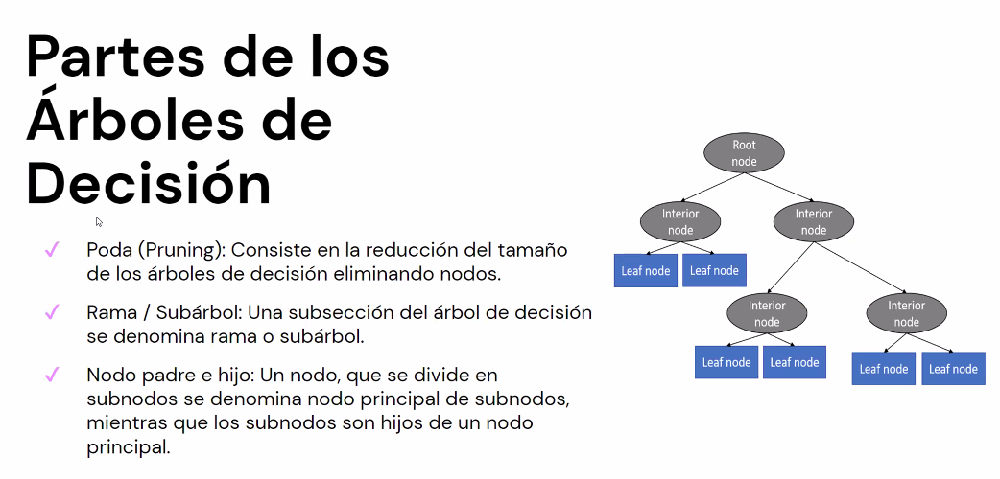 Partes de los
Árboles de
Decisión
✓ Poda (Pruning): Consiste en la reducción del tamaño
de los árboles de decisión eliminando nodos.
✓ Rama / Subárbol: Una subsección del árbol de decisión
se denomina rama o subárbol.
✓ Nodo padre e hijo: Un nodo, que se divide en
subnodos se denomina nodo principal de subnodos,
mientras que los subnodos son hijos de un nodo
principal.
Root
node
Interior
node
Interior
node
Leaf node
Leaf node
Interior
node
Interior
node
Leaf node
Leaf node
Leaf node
Leaf node